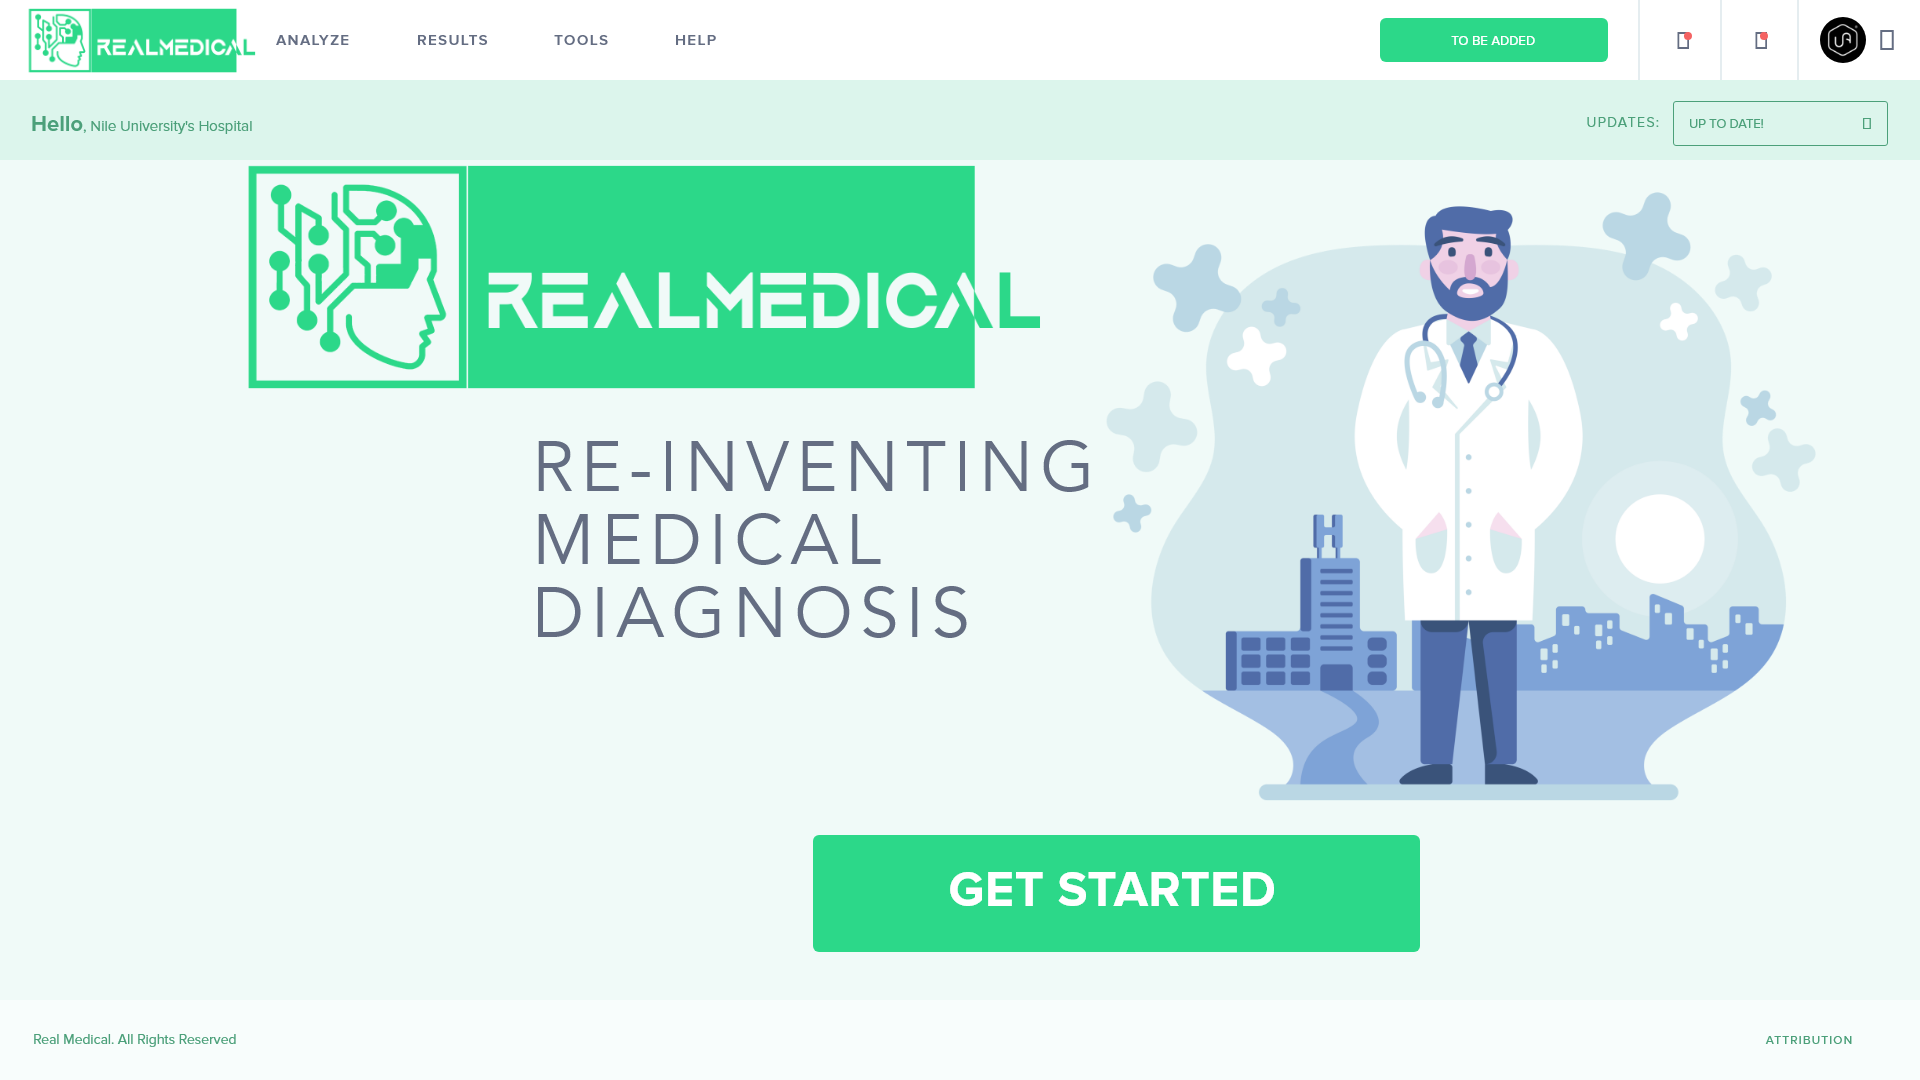 REALMEDICAL
ANALYZE
RESULTS
TOOLS
HELP
TO BE ADDED
UA
Hello, Nile University's Hospital
UPDATES:
UP TO DATE!
REALMEDICAL
RE-INVENTING
MEDICAL
DIAGNOSIS
H
GET STARTED
Real Medical. All Rights Reserved
ATTRIBUTION